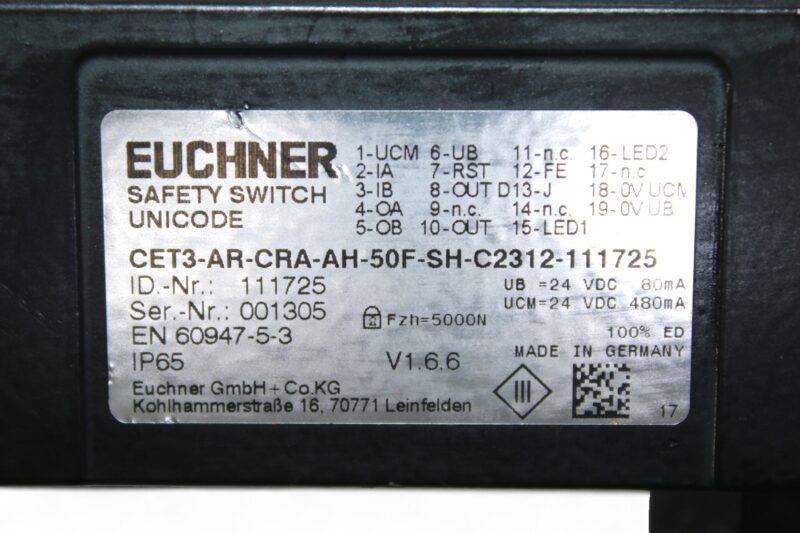 EUCHNER
SAFETY SWITCH
UNICODE
1-UCM 6-UB 11-n.c. 16-LED2
2-IA 7-RST 12-FE 17-n.c
3-IB 8-OUT D13-J 18-0V UCM
4-OA 9-n.c. 14-n.c. 19-0V UB
5-OB 10-OUT 15-LED1
CET3-AR-CRA-AH-50F-SH-C2312-111725
ID.-Nr.: 111725
UB =24 VDC 80mA
Ser.-Nr.: 001305
UCM=24 VDC 480mA
Fzh=5000N
EN 60947-5-3
100% ED
IP65
V1.6.6
MADE IN GERMANY
Euchner GmbH+Co.KG
Kohlhammerstraße 16, 70771 Leinfelden
III
17